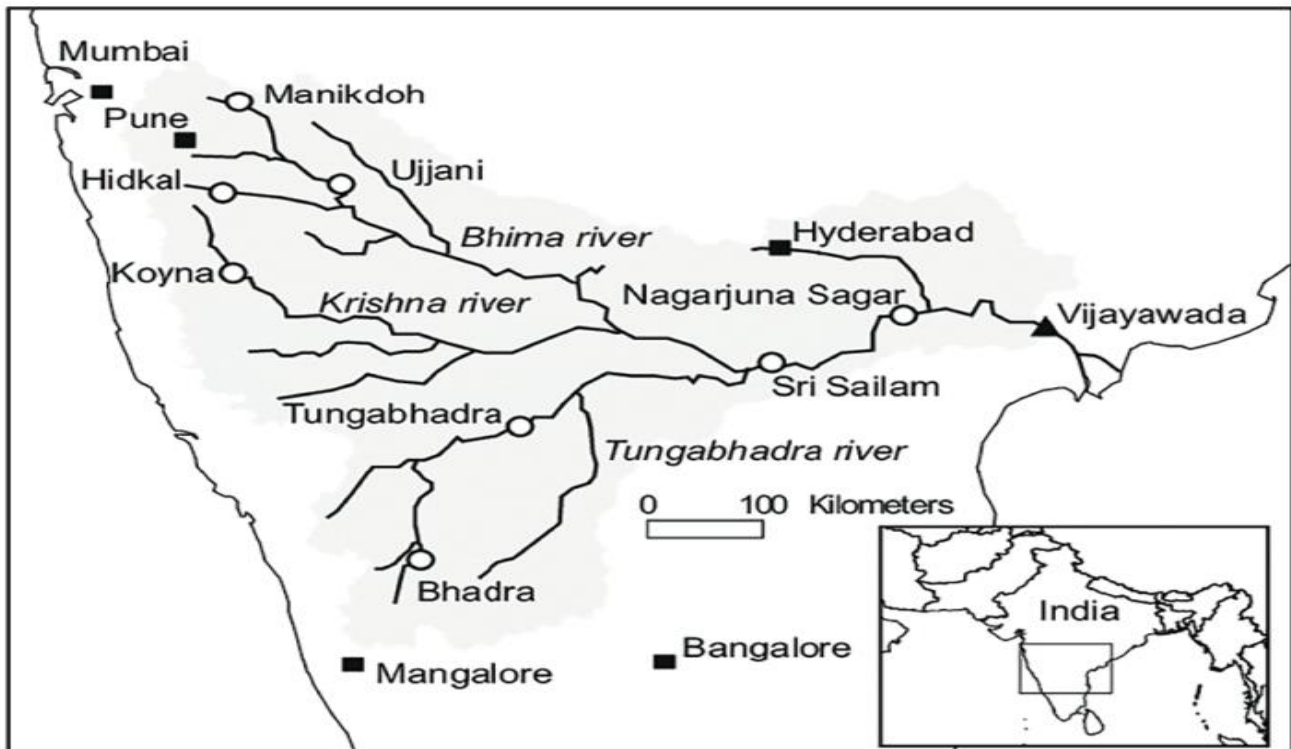 Mumbai
Manikdoh
Pune
Ujjani
Hidkal
Bhima river
Hyderabad
Koyna
Krishna river
Nagarjuna Sagar
Vijayawada
Sri Sailam
Tungabhadra
Tungabhadra river
0 100 Kilometers
Bhadra
India
Bangalore
Mangalore